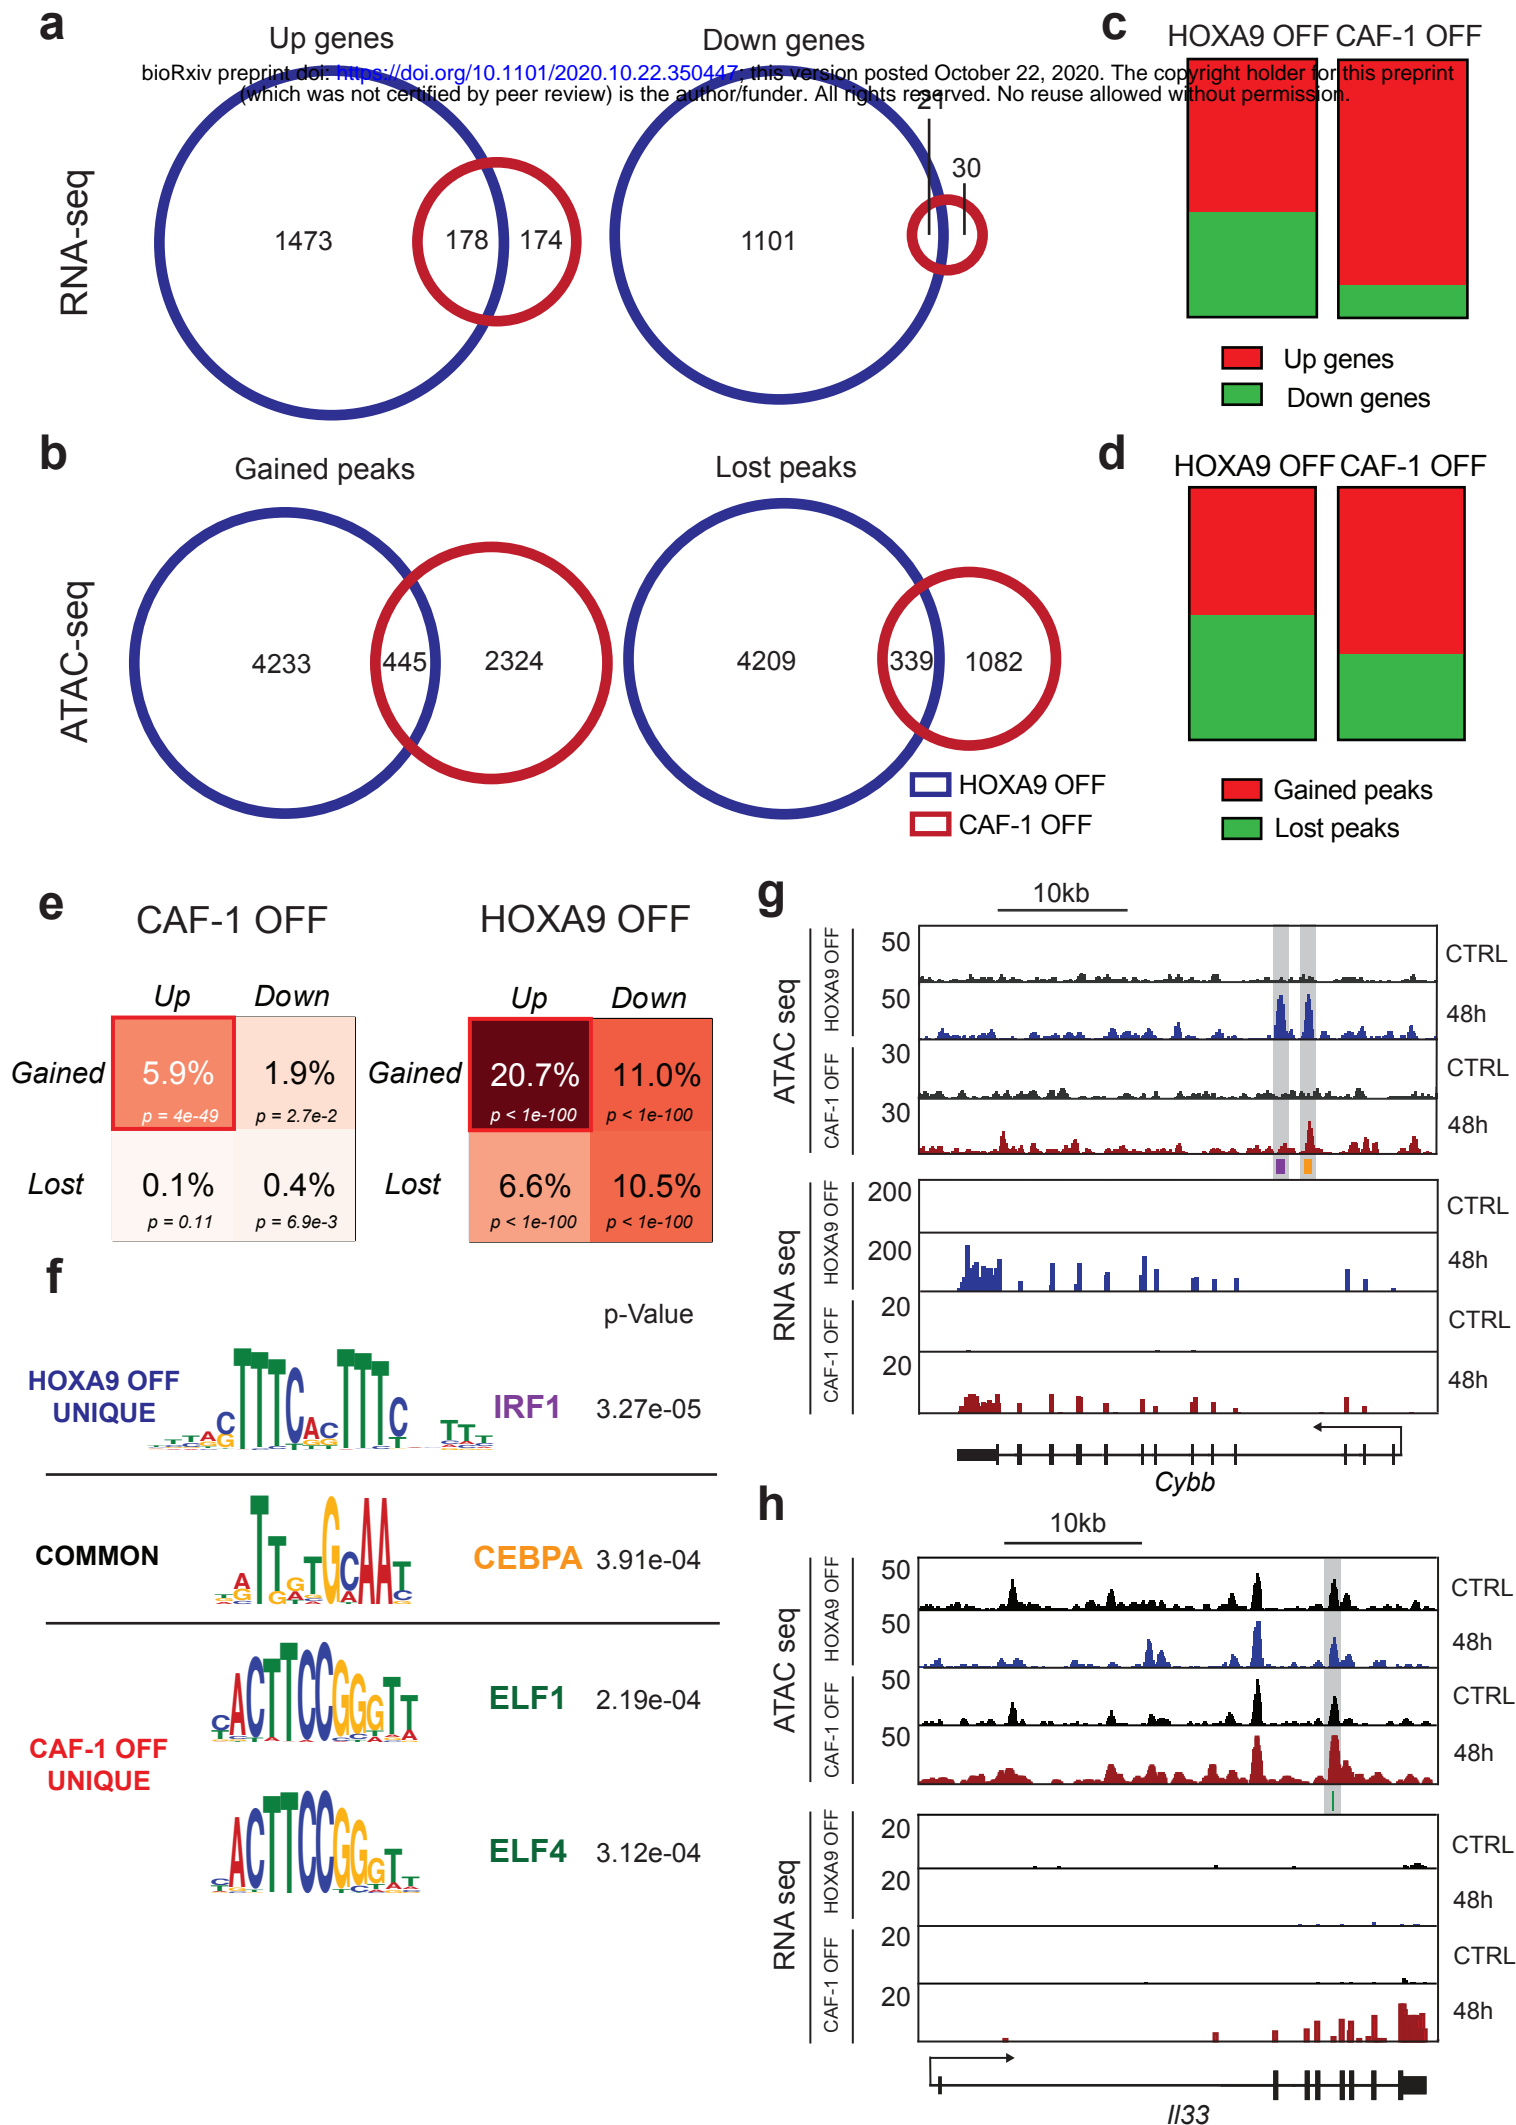 a
Up genes
Down genes
bioRxiv preprint doi: https://doi.org/10.1101/2020.10.22.350447; this version posted October 22, 2020. The copyright holder for this preprint
(which was not certified by peer review) is the author/funder. All rights reserved. No reuse allowed without permission.
RNA-seq
1473
178
174
1101
21
30
c
HOXA9 OFF
CAF-1 OFF
Up genes
Down genes
b
Gained peaks
Lost peaks
ATAC-seq
4233
445
2324
4209
339
1082
HOXA9 OFF
CAF-1 OFF
d
HOXA9 OFF
CAF-1 OFF
Gained peaks
Lost peaks
e
CAF-1 OFF
Up
Down
Gained
5.9%
p = 4e-49
1.9%
p = 2.7e-2
Lost
0.1%
p = 0.11
0.4%
p = 6.9e-3
HOXA9 OFF
Up
Down
Gained
20.7%
p < 1e-100
11.0%
p < 1e-100
Lost
6.6%
p < 1e-100
10.5%
p < 1e-100
f
p-Value
HOXA9 OFF
UNIQUE
IRF1
3.27e-05
COMMON
CEBPA
3.91e-04
CAF-1 OFF
UNIQUE
ELF1
2.19e-04
ELF4
3.12e-04
g
10kb
ATAC seq
HOXA9 OFF
50
CTRL
50
48h
CAF-1 OFF
30
CTRL
30
48h
RNA seq
HOXA9 OFF
200
CTRL
200
48h
CAF-1 OFF
20
CTRL
20
48h
Cybb
h
10kb
ATAC seq
HOXA9 OFF
50
CTRL
50
48h
CAF-1 OFF
50
CTRL
50
48h
RNA seq
HOXA9 OFF
20
CTRL
20
48h
CAF-1 OFF
20
CTRL
20
48h
Il33